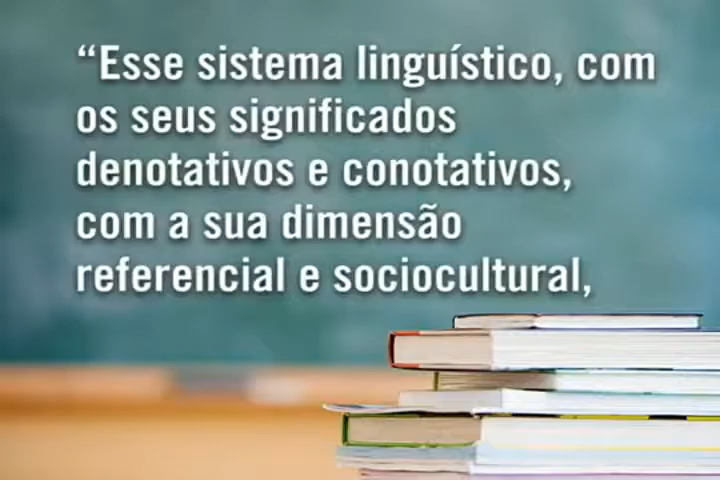 “Esse sistema linguístico, com
os seus significados
denotativos e conotativos,
com a sua dimensão
referencial e sociocultural,